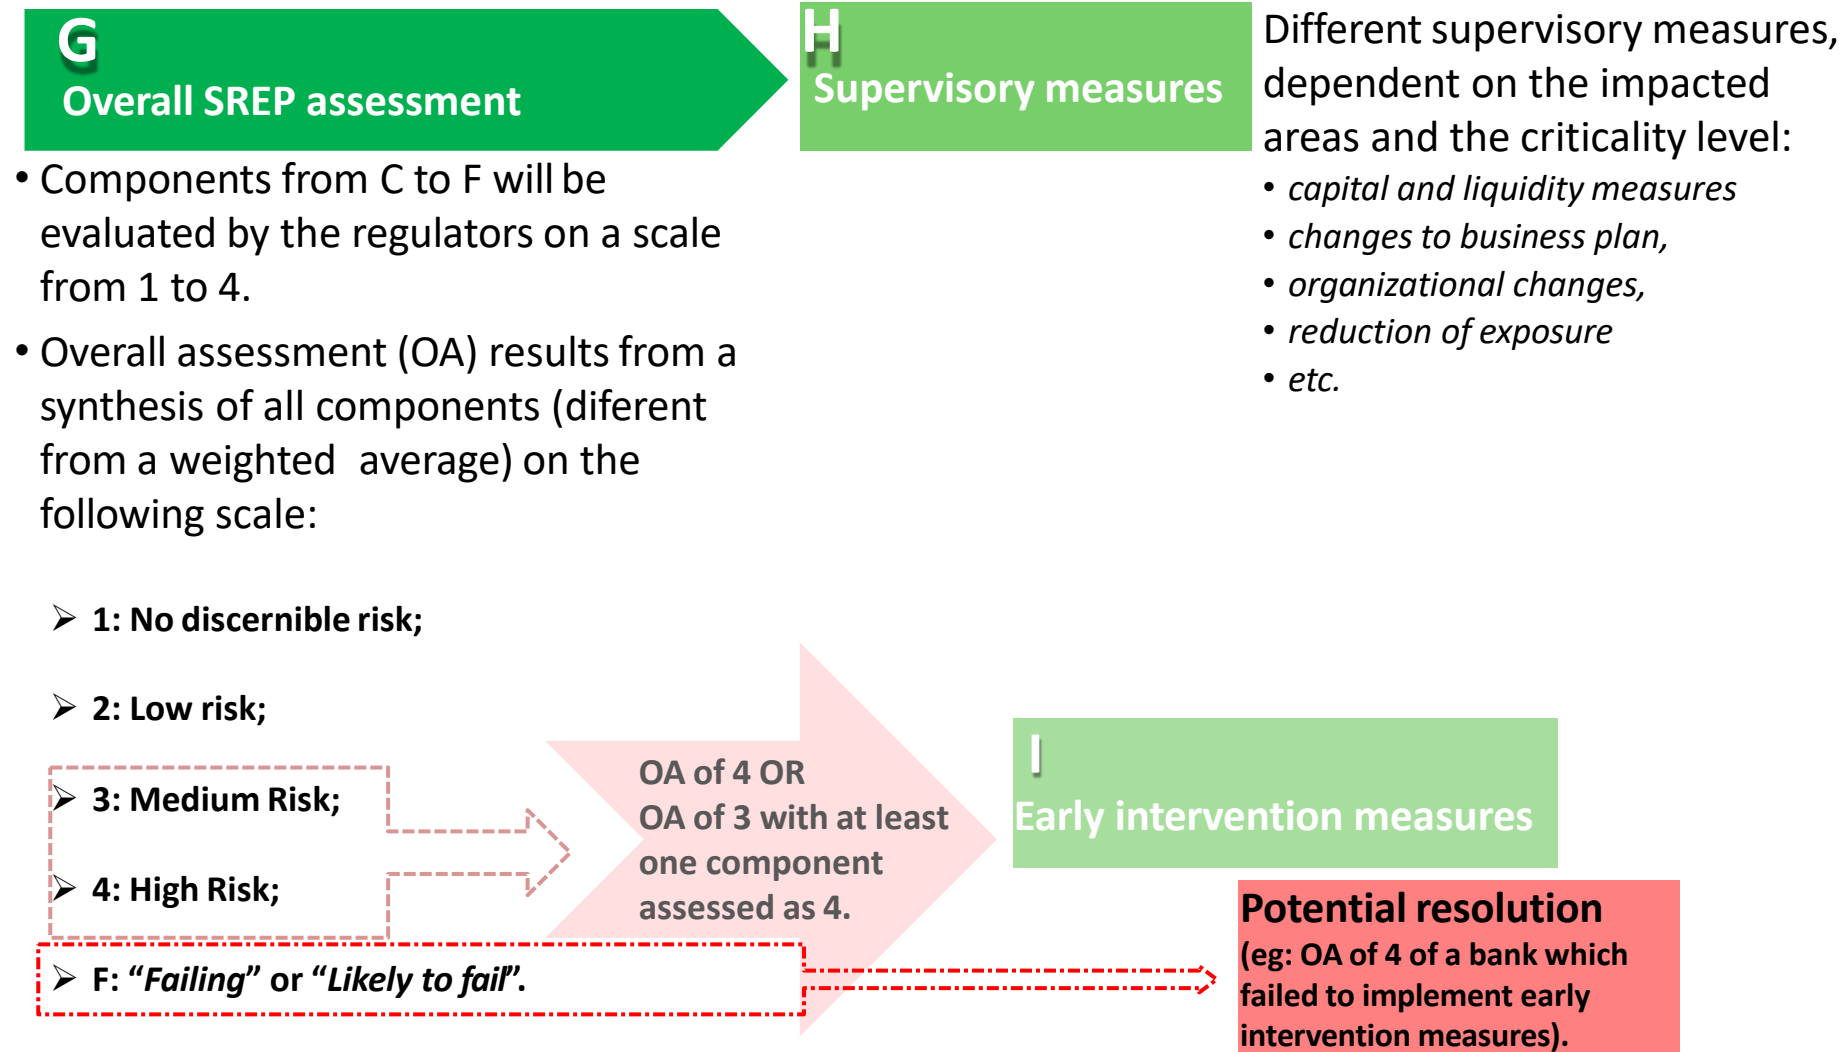 G
Overall SREP assessment
• Components from C to F will be
evaluated by the regulators on a scale
from 1 to 4.
• Overall assessment (OA) results from a
synthesis of all components (diferent
from a weighted average) on the
following scale:
➢ 1: No discernible risk;
➢ 2: Low risk;
➢ 3: Medium Risk;
➢ 4: High Risk;
➢ F: “Failing” or “Likely to fail”.
H
Supervisory measures
Different supervisory measures,
dependent on the impacted
areas and the criticality level:
• capital and liquidity measures
• changes to business plan,
• organizational changes,
• reduction of exposure
• etc.
OA of 4 OR
OA of 3 with at least
one component
assessed as 4.
I
Early intervention measures
Potential resolution
(eg: OA of 4 of a bank which
failed to implement early
intervention measures).